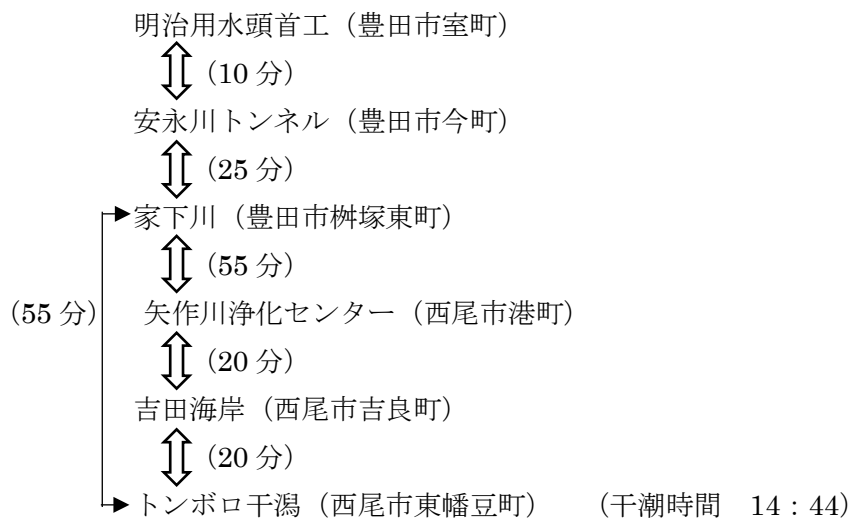 明治用水頭首工（豊田市室町）
（10 分）
安永川トンネル（豊田市今町）
（25 分）
家下川（豊田市桝塚東町）
（55 分）
（55 分） 矢作川浄化センター（西尾市港町）
（20 分）
吉田海岸（西尾市吉良町）
（20 分）
トンボロ干潟（西尾市東幡豆町） （干潮時間 14：44）